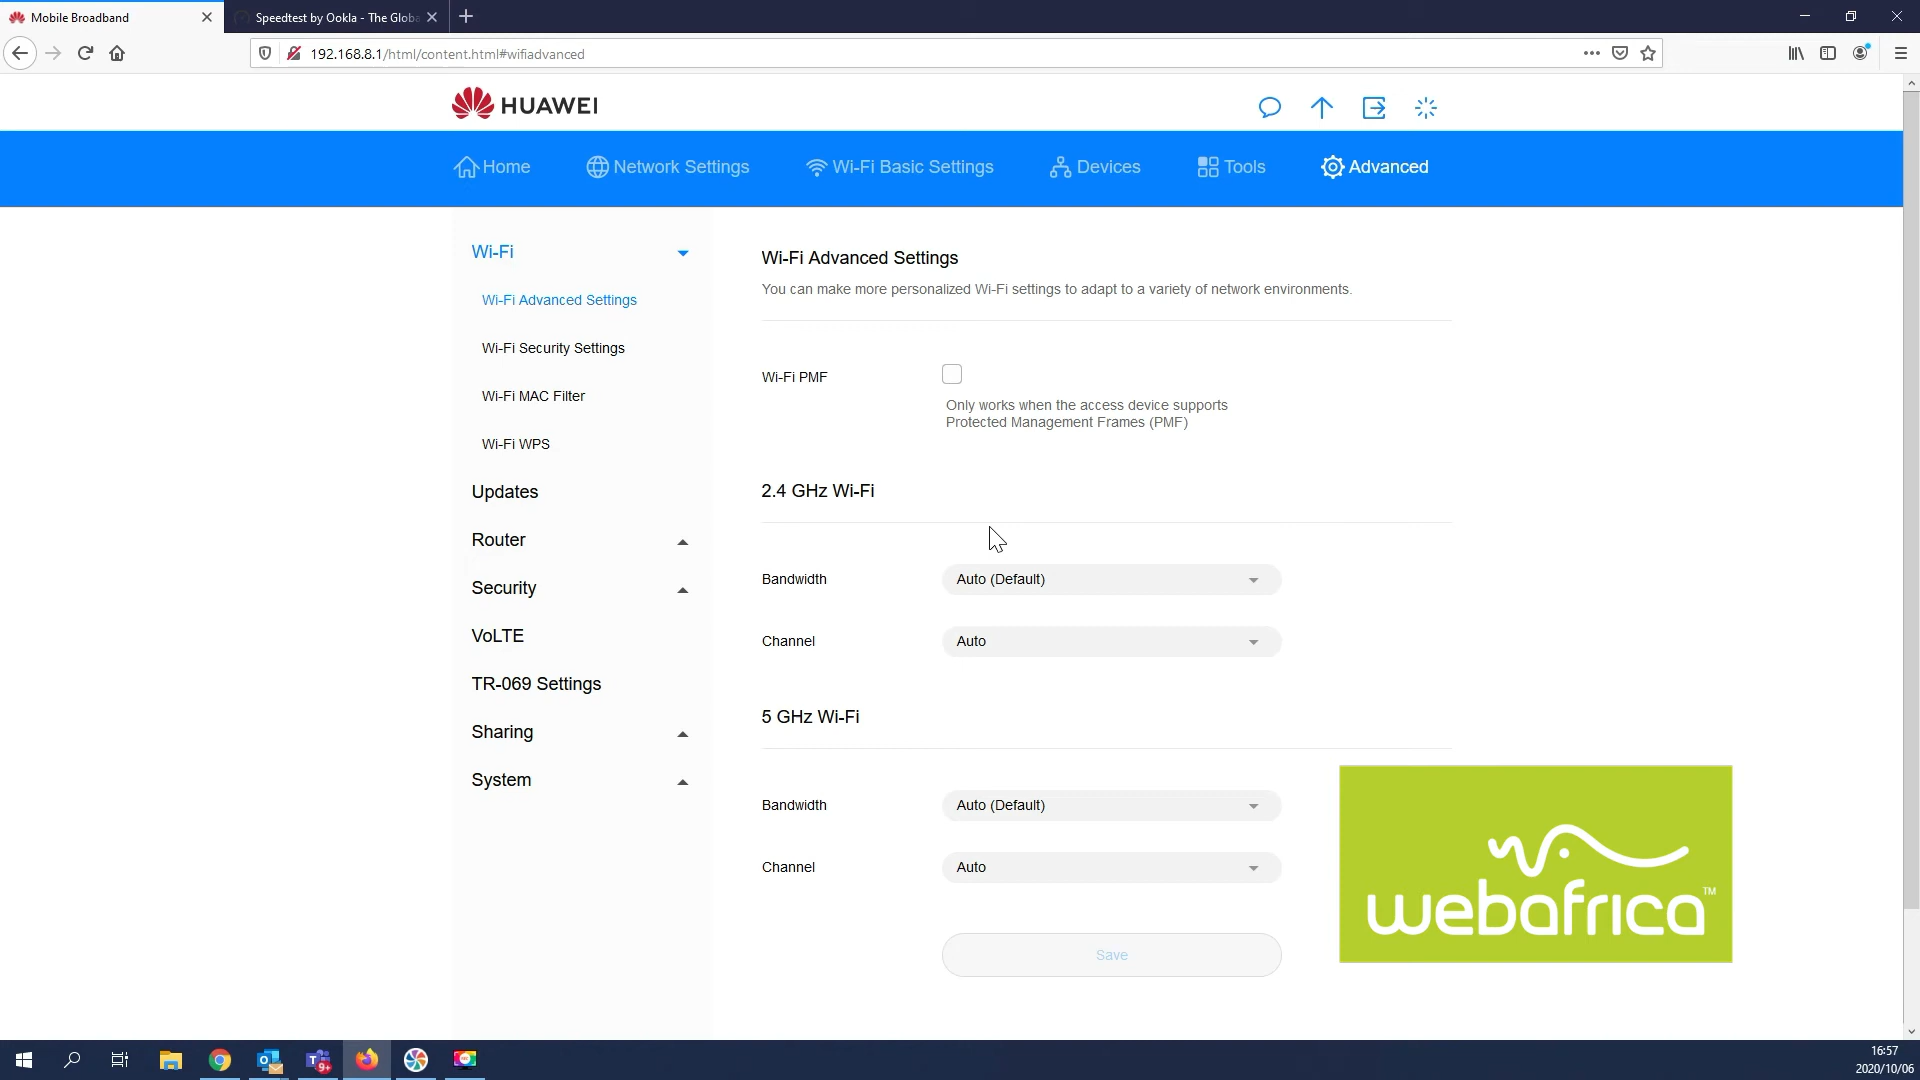 Mobile Broadband
Speedtest by Ookla - The Globa
192.168.8.1/html/content.html#wifiadvanced
HUAWEI
Home
Network Settings
Wi-Fi Basic Settings
Devices
Tools
Advanced
Wi-Fi
Wi-Fi Advanced Settings
Wi-Fi Security Settings
Wi-Fi MAC Filter
Wi-Fi WPS
Updates
Router
Security
VoLTE
TR-069 Settings
Sharing
System
Wi-Fi Advanced Settings
You can make more personalized Wi-Fi settings to adapt to a variety of network environments.
Wi-Fi PMF
Only works when the access device supports
Protected Management Frames (PMF)
2.4 GHz Wi-Fi
Bandwidth
Auto (Default)
Channel
Auto
5 GHz Wi-Fi
Bandwidth
Auto (Default)
Channel
Auto
Save
webafrica™
9+
16:57
2020/10/06